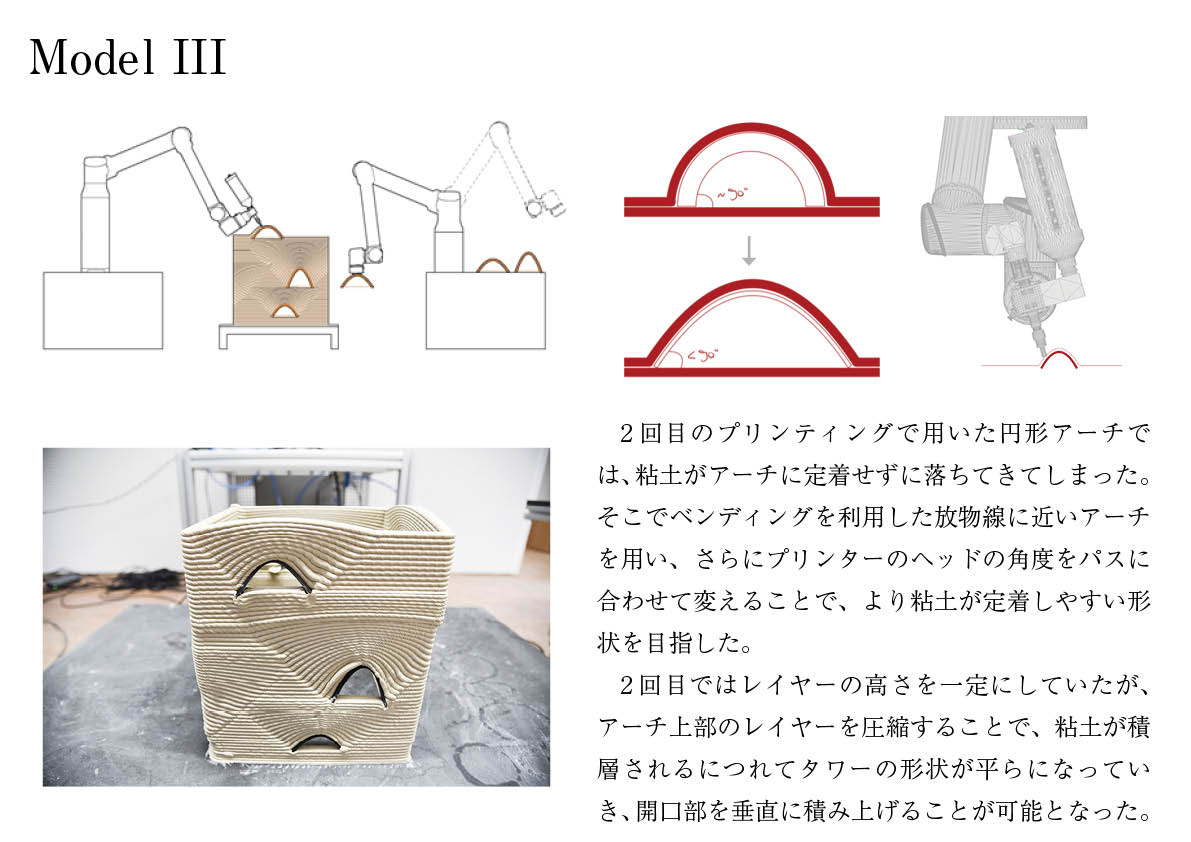 Model III
~90°
<90°
２回目のプリンティングで用いた円形アーチで
は、粘土がアーチに定着せずに落ちてきてしまった。
そこでベンディングを利用した放物線に近いアーチ
を用い、さらにプリンターのヘッドの角度をパスに
合わせて変えることで、より粘土が定着しやすい形
状を目指した。
２回目ではレイヤーの高さを一定にしていたが、
アーチ上部のレイヤーを圧縮することで、粘土が積
層されるにつれてタワーの形状が平らになってい
き、開口部を垂直に積み上げることが可能となった。